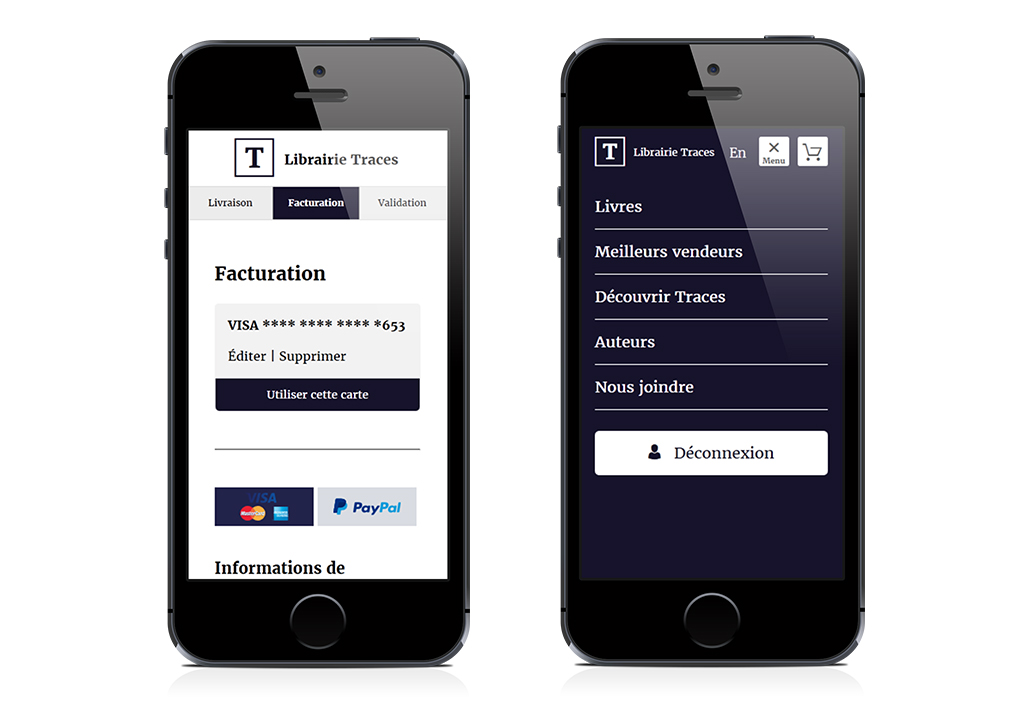 T Librairie Traces
Livraison Facturation Validation
Facturation
VISA **** **** **** *653
Éditer | Supprimer
Utiliser cette carte
VISA
MasterCard
PayPal
Informations de
T Librairie Traces En Menu
Livres
Meilleurs vendeurs
Découvrir Traces
Auteurs
Nous joindre
Déconnexion